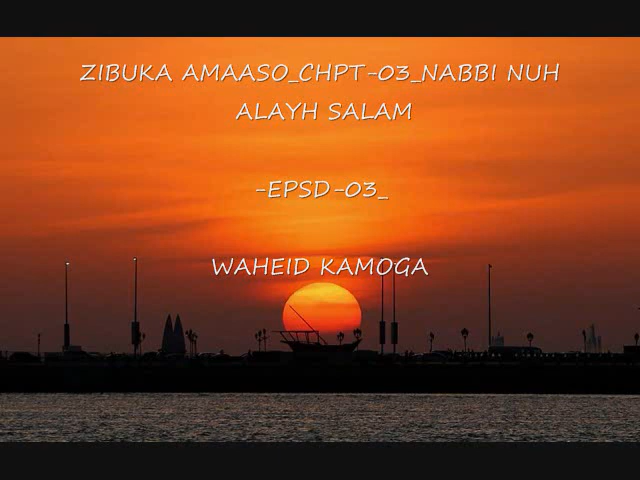 ZIBUKA AMAASO_CHPT-03_NABBI NUH
ALAYH SALAM
-EPSD-03_
WAHEID KAMOGA